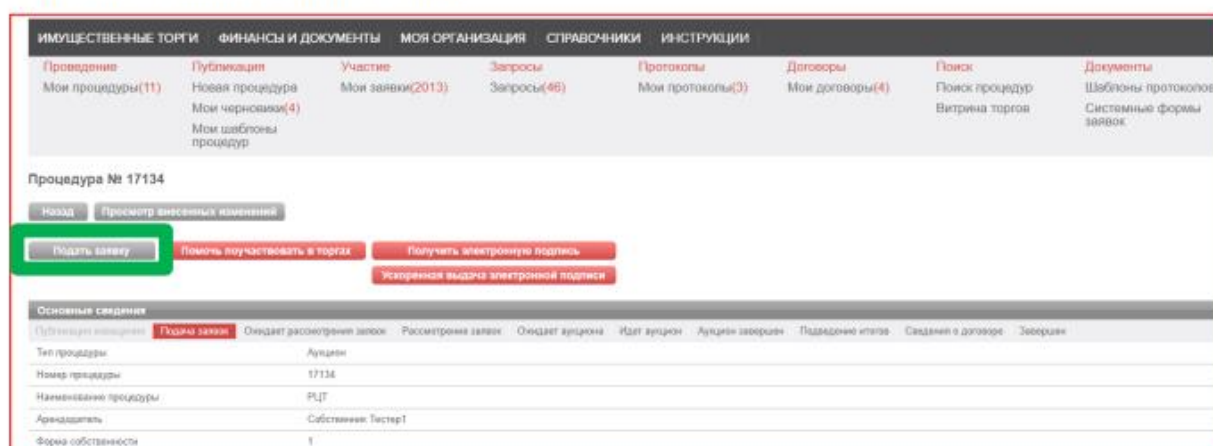 ИМУЩЕСТВЕННЫЕ ТОРГИ ФИНАНСЫ И ДОКУМЕНТЫ МОЯ ОРГАНИЗАЦИЯ СПРАВОЧНИКИ ИНСТРУКЦИИ
Проведение Публикация Участие Запросы Протоколы Договоры Поиск Документы
Мои процедуры(11) Новая процедура Мои заявки(2013) Запросы(46) Мои протоколы(3) Мои договоры(4) Поиск процедур Шаблоны протоколов
Мои черновики(4) Витрина торгов Системные формы
Мои шаблоны заявок
процедур
Процедура № 17134
Назад Просмотр внесенных изменений
Подать заявку Помочь поучаствовать в торгах Получить электронную подпись
Ускоренная выдача электронной подписи
Основные сведения
Публикация извещения Подача заявок Ожидает рассмотрения заявок Рассмотрение заявок Ожидает аукциона Идет аукцион Аукцион завершен Подведение итогов Сведения о договоре Завершен
Тип процедуры Аукцион
Номер процедуры 17134
Наименование процедуры РЦТ
Арендодатель Собственник Тестер1
Форма собственности 1